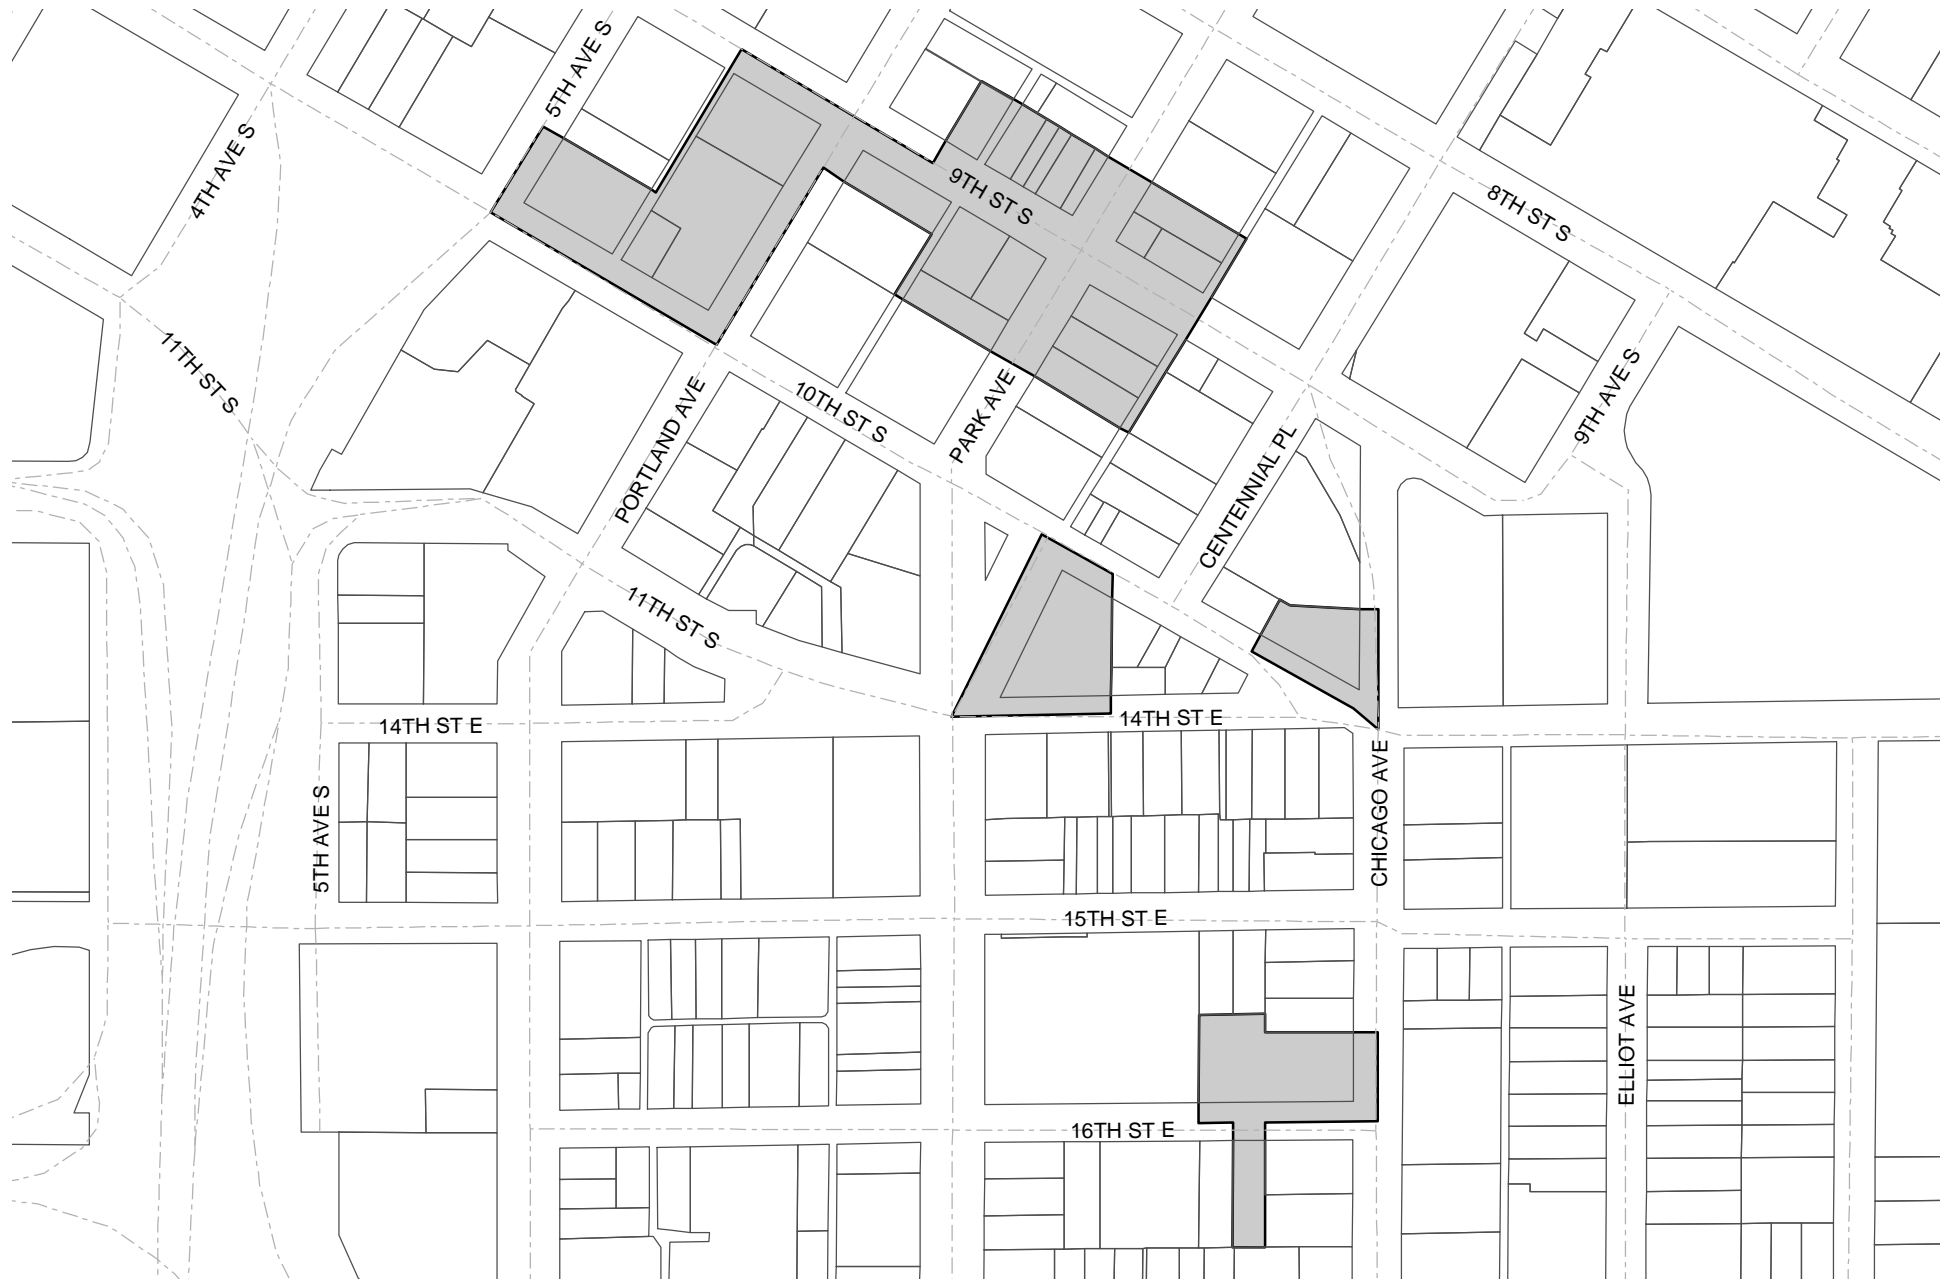 5TH AVE S
4TH AVE S
9TH ST S
8TH ST S
11TH ST S
10TH ST S
PARK AVE
9TH AVE S
PORTLAND AVE
CENTENNIAL PL
11TH ST S
14TH ST E
14TH ST E
5TH AVE S
CHICAGO AVE
15TH ST E
ELLIOT AVE
16TH ST E